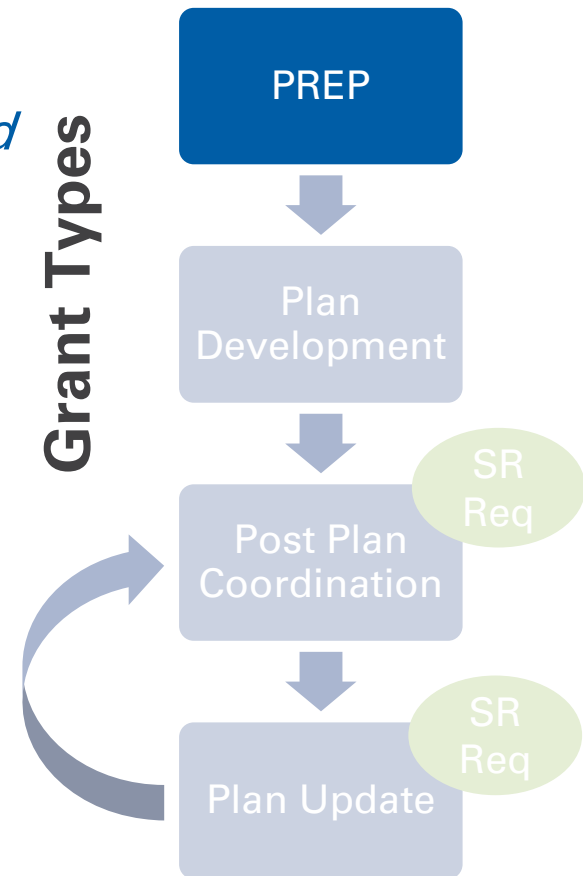 Grant Types
PREP
Plan
Development
SR
Req
Post Plan
Coordination
SR
Req
Plan Update